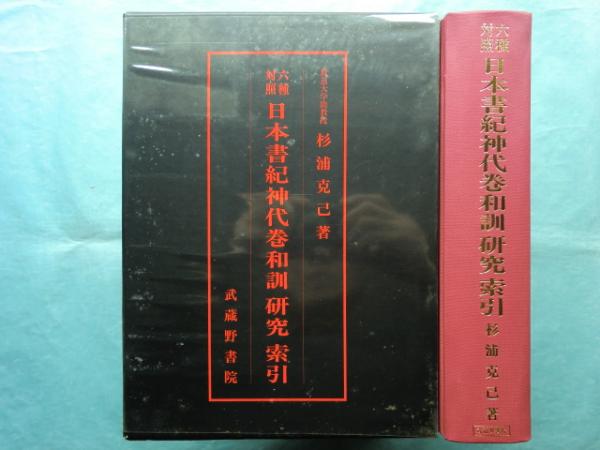 杉浦克己著
六種
対照
日本書紀神代巻和訓研究索引
武蔵野書院
六種
対照
日本書紀神代巻和訓研究索引
杉浦克己著